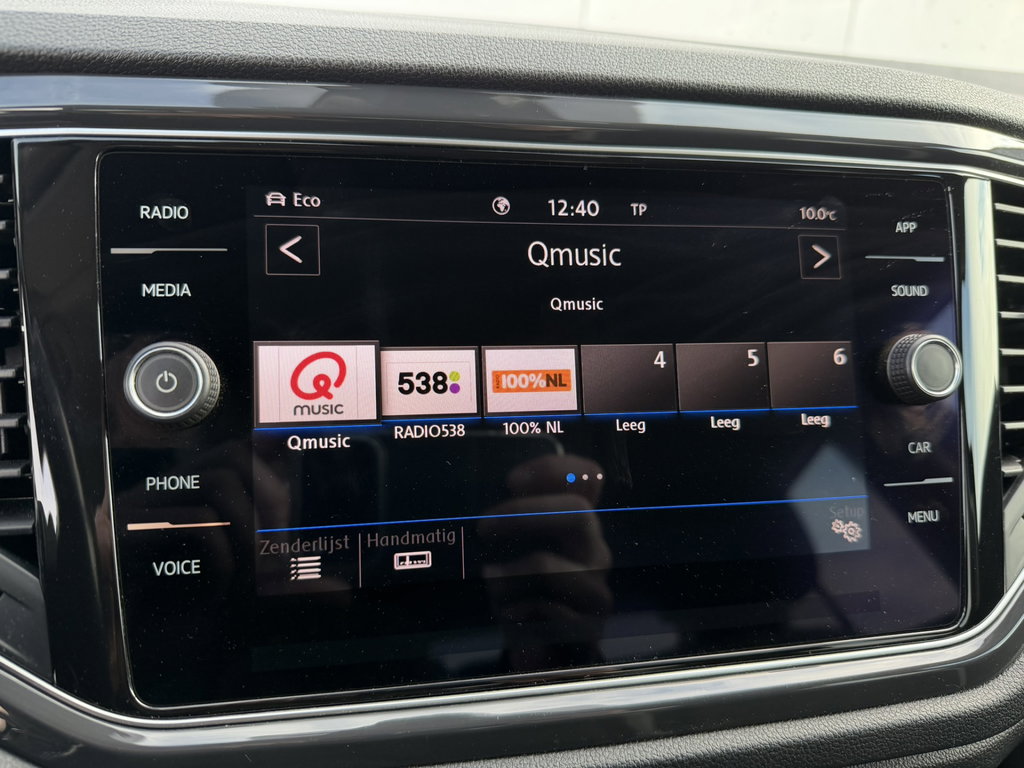 RADIO
MEDIA
PHONE
VOICE
Eco
12:40
TP
10.0°C
<
Qmusic
>
Qmusic
Q
MUSIC
538
RADIO 100%NL
4
5
6
Qmusic
RADIO538
100% NL
Leeg
Leeg
Leeg
Zenderlijst
Handmatig
Setup
APP
SOUND
CAR
MENU